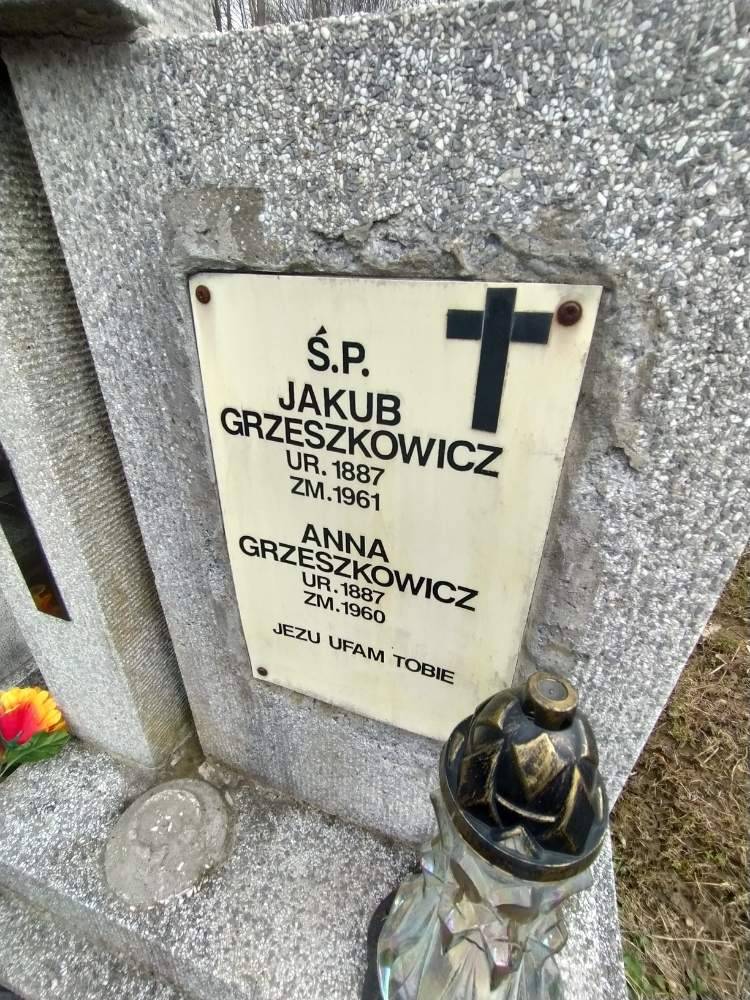 Ś.P.
JAKUB
GRZESZKOWICZ
UR. 1887
ZM. 1961
ANNA
GRZESZKOWICZ
UR. 1887
ZM. 1960
JEZU UFAM TOBIE